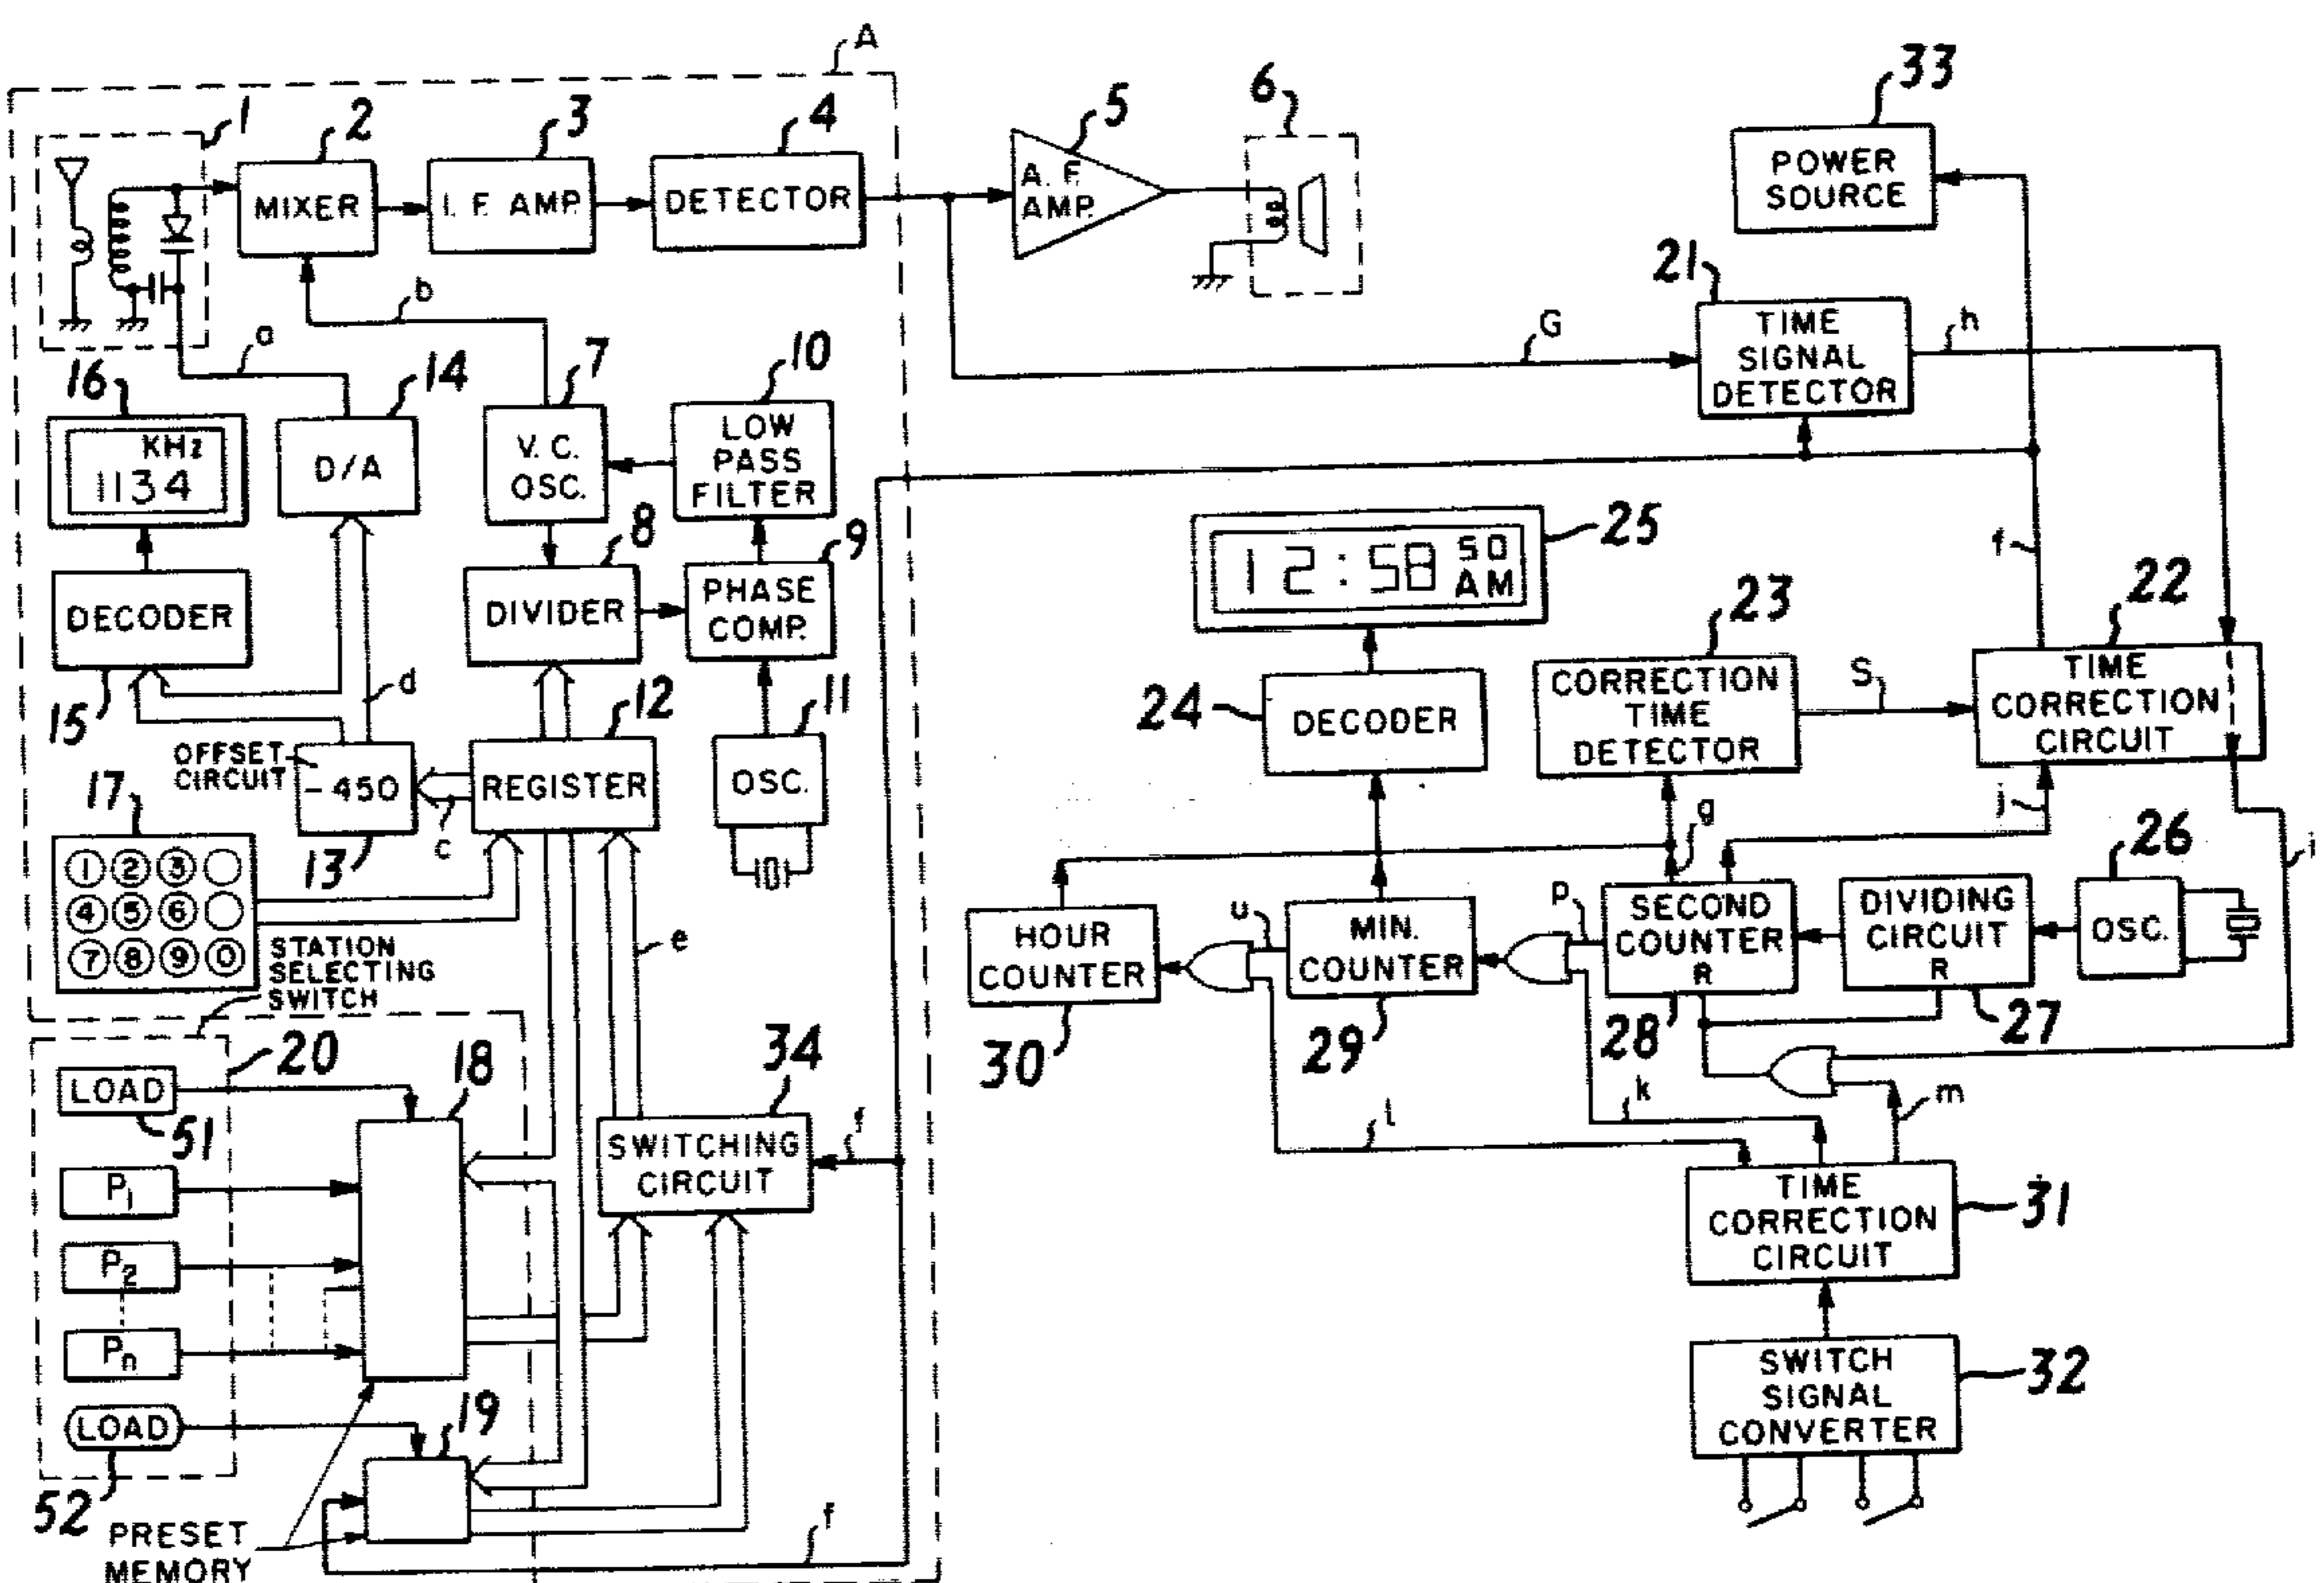 A
1
2
3
4
5
6
33
MIXER
I. F. AMP.
DETECTOR
A. F.
AMP.
POWER
SOURCE
b
a
G
21
TIME
SIGNAL
DETECTOR
h
16
14
7
10
KHz
1134
D/A
V. C.
OSC.
LOW
PASS
FILTER
8
9
12:58 50
AM
25
f
DECODER
DIVIDER
PHASE
COMP.
23
22
15
d
12
11
24
DECODER
CORRECTION
TIME
DETECTOR
S
TIME
CORRECTION
CIRCUIT
OFFSET
CIRCUIT
-450
REGISTER
OSC.
17
13
c
g
j
26
i
1 2 3
4 5 6
7 8 9 0
STATION
SELECTING
SWITCH
e
HOUR
COUNTER
u
MIN.
COUNTER
p
SECOND
COUNTER
R
DIVIDING
CIRCUIT
R
OSC.
30
29
28
27
20
18
34
LOAD
51
k
m
l
P1
P2
Pn
SWITCHING
CIRCUIT
f
TIME
CORRECTION
CIRCUIT
31
LOAD
52
19
SWITCH
SIGNAL
CONVERTER
32
PRESET
MEMORY
f